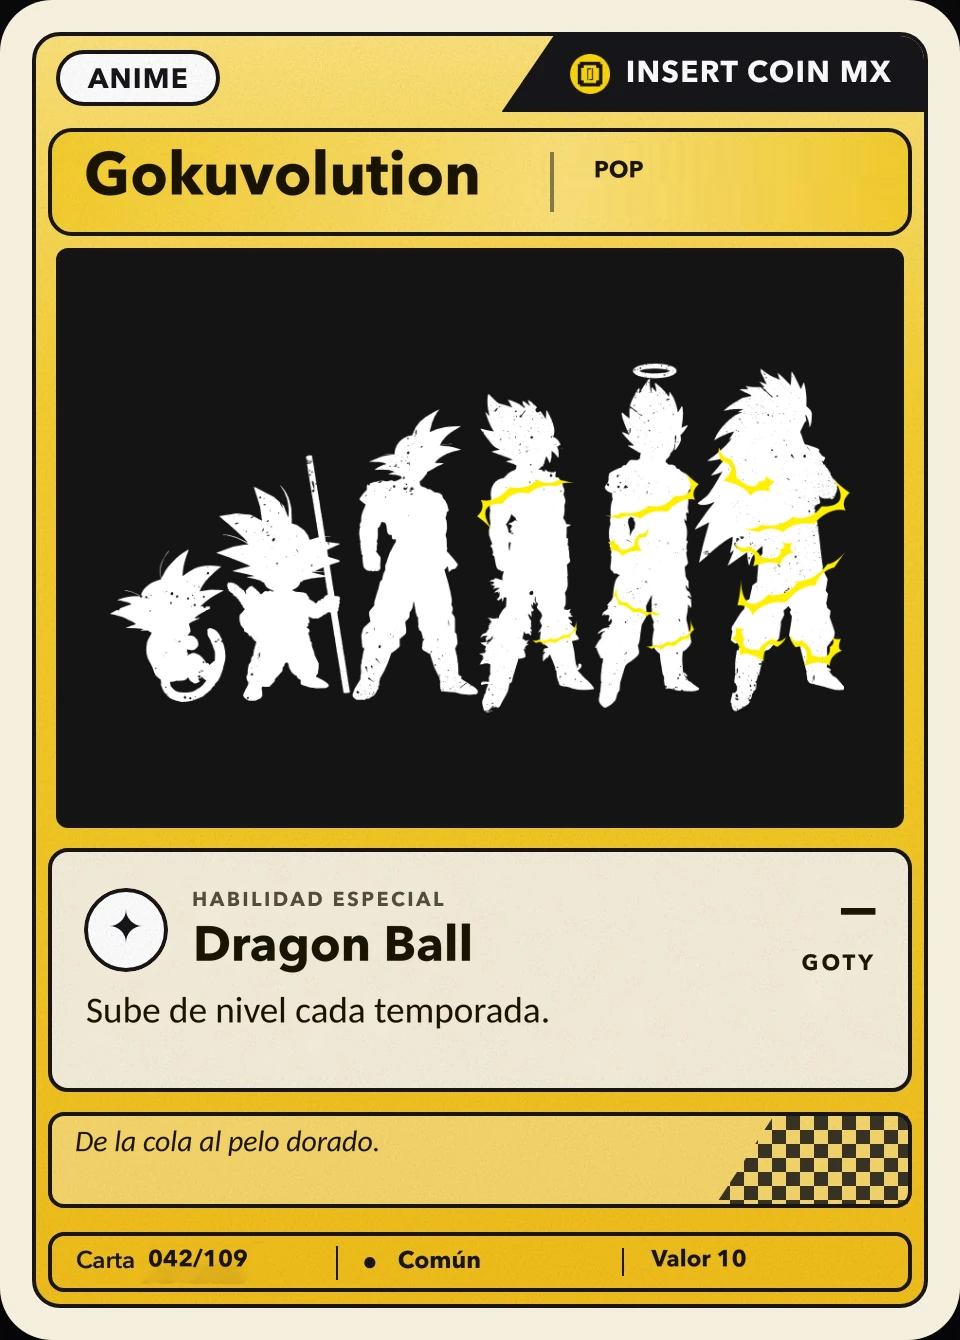 ANIME
INSERT COIN MX
Gokuvolution
POP
HABILIDAD ESPECIAL
Dragon Ball
—
GOTY
Sube de nivel cada temporada.
De la cola al pelo dorado.
Carta 042/109
• Común
Valor 10